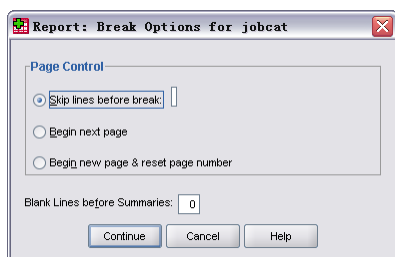 Report: Break Options for jobcat
Page Control
Skip lines before break:
Begin next page
Begin new page & reset page number
Blank Lines before Summaries: 0
Continue Cancel Help